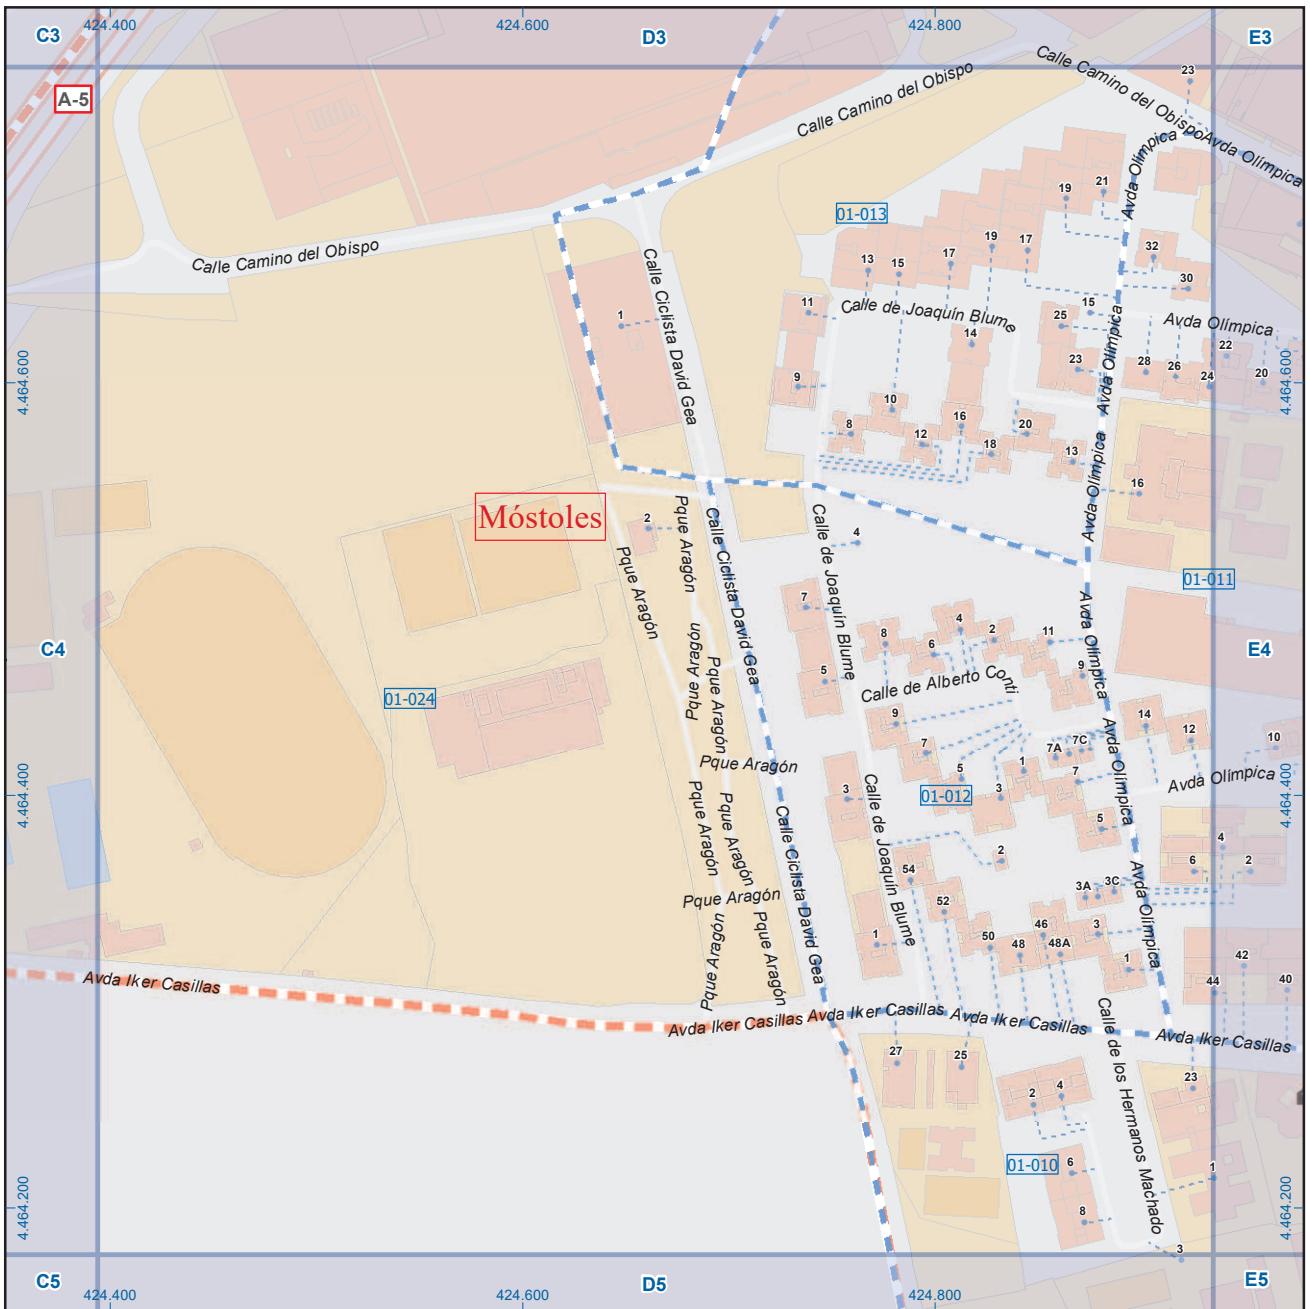 C3
424.400
424.600
D3
424.800
E3
A-5
Calle Camino del Obispo
Calle Camino del Obispo
23
Avda Olímpica
Avda Olímpica
Calle Camino del Obispo
01-013
19
21
Avda Olímpica
Calle Ciclista David Gea
13
15
17
19
17
32
30
1
11
Calle de Joaquín Blume
14
25
15
Avda Olímpica
Avda Olímpica
4.464.600
9
23
28
26
24
22
20
4.464.600
8
10
12
16
18
20
13
Avda Olímpica
16
Móstoles
2
Pque Aragón
Calle Ciclista David Gea
Calle de Joaquín Blume
4
01-011
Pque Aragón
7
Avda Olímpica
C4
Pque Aragón
Pque Aragón
5
8
6
4
2
11
9
E4
01-024
Calle de Alberto Conti
9
7
Avda Olímpica
14
12
10
Pque Aragón
7A
7C
5
1
7
Avda Olímpica
4.464.400
3
01-012
3
4.464.400
Pque Aragón
Pque Aragón
Calle Ciclista David Gea
Calle de Joaquín Blume
5
4
2
6
2
54
Avda Olímpica
Pque Aragón
52
3A
3C
Pque Aragón
Pque Aragón
1
50
48
46
48A
3
1
42
44
40
Avda Iker Casillas
Avda Iker Casillas
Avda Iker Casillas
Avda Iker Casillas
Avda Iker Casillas
27
25
Calle de los Hermanos Machado
23
2
4
01-010
6
1
4.464.200
8
4.464.200
3
C5
424.400
424.600
D5
424.800
E5